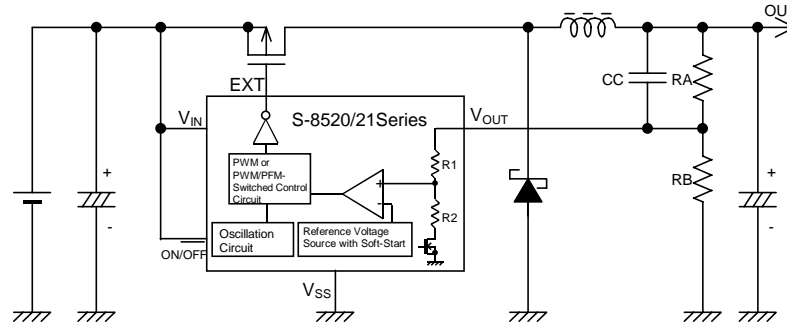 OU
CC
RA
EXT
VIN
S-8520/21Series
VOUT
PWM or
PWM/PFM-
Switched Control
Circuit
R1
R2
RB
+
-
+
-
+
-
Oscillation
Circuit
Reference Voltage
Source with Soft-Start
ON/OFF
VSS